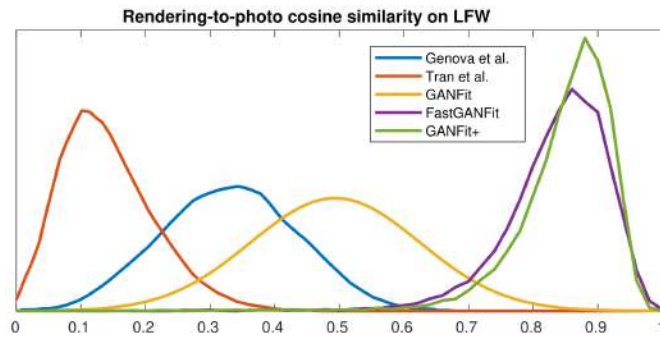 Rendering-to-photo cosine similarity on LFW
Genova et al.
Tran et al.
GANFit
FastGANFit
GANFit+
0 0.1 0.2 0.3 0.4 0.5 0.6 0.7 0.8 0.9 1